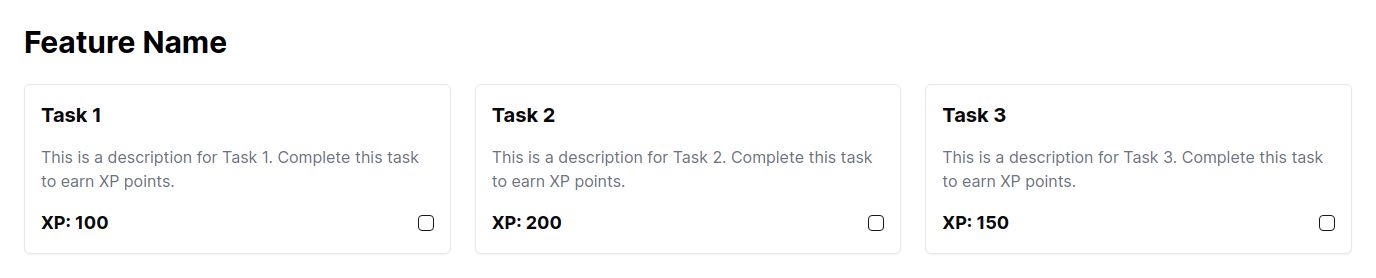 Feature Name
Task 1
This is a description for Task 1. Complete this task
to earn XP points.
XP: 100
Task 2
This is a description for Task 2. Complete this task
to earn XP points.
XP: 200
Task 3
This is a description for Task 3. Complete this task
to earn XP points.
XP: 150